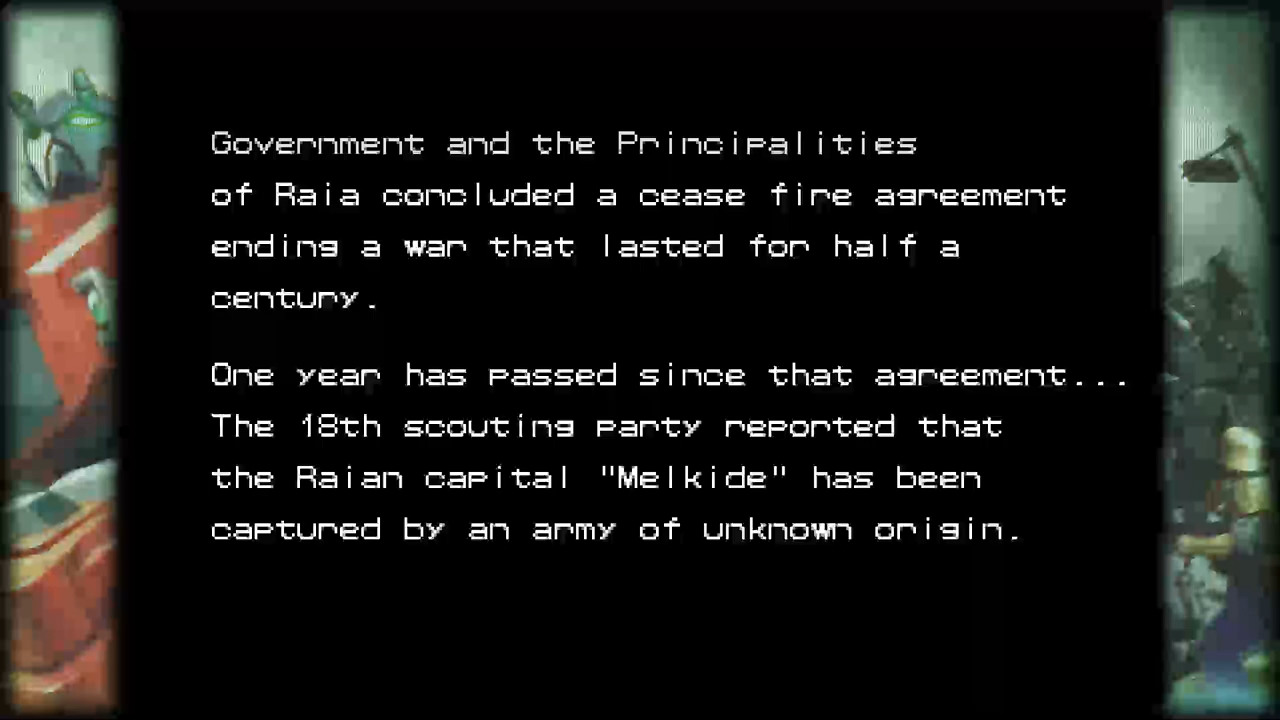 Government and the Principalities
of Raia concluded a cease fire agreement
ending a war that lasted for half a
century.
One year has passed since that agreement...
The 18th scouting party reported that
the Raian capital "Melkide" has been
captured by an army of unknown origin.